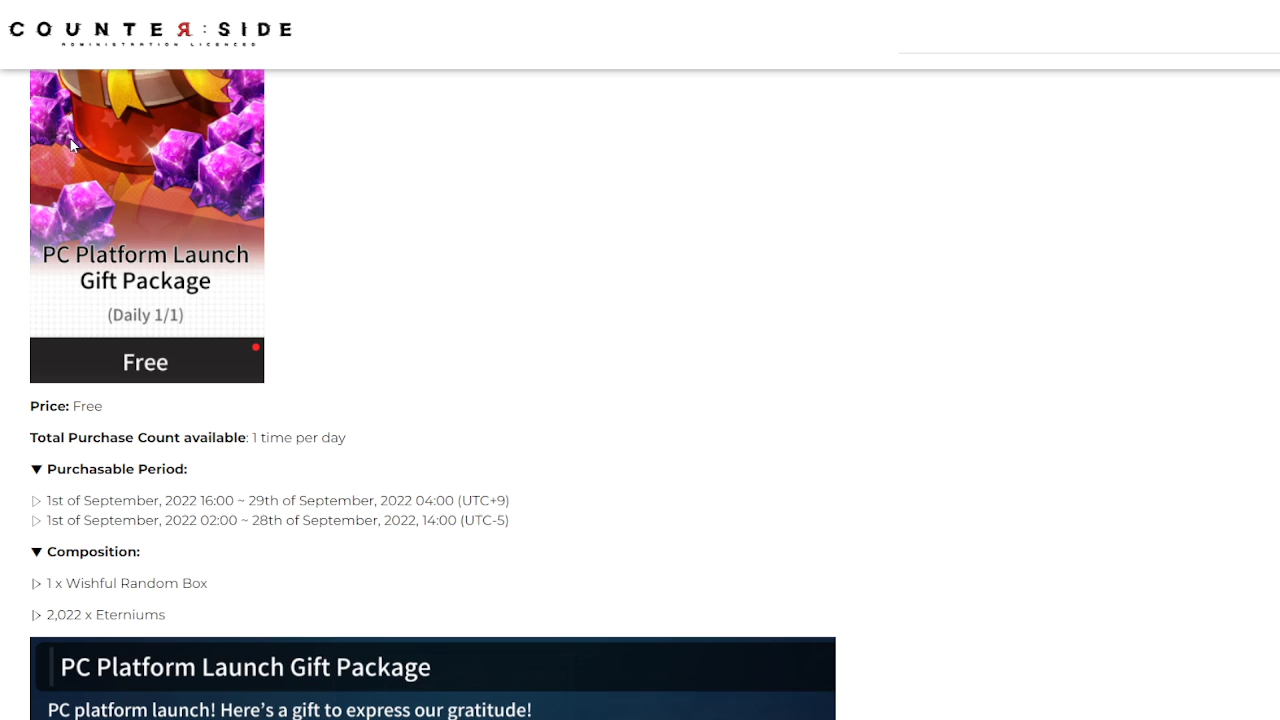 COUNTER:SIDE
ADMINISTRATION LICENSED
PC Platform Launch
Gift Package
(Daily 1/1)
Free
Price: Free
Total Purchase Count available: 1 time per day
▼ Purchasable Period:
▷ 1st of September, 2022 16:00 ~ 29th of September, 2022 04:00 (UTC+9)
▷ 1st of September, 2022 02:00 ~ 28th of September, 2022, 14:00 (UTC-5)
▼ Composition:
▷ 1 x Wishful Random Box
▷ 2,022 x Eterniums
PC Platform Launch Gift Package
PC platform launch! Here's a gift to express our gratitude!